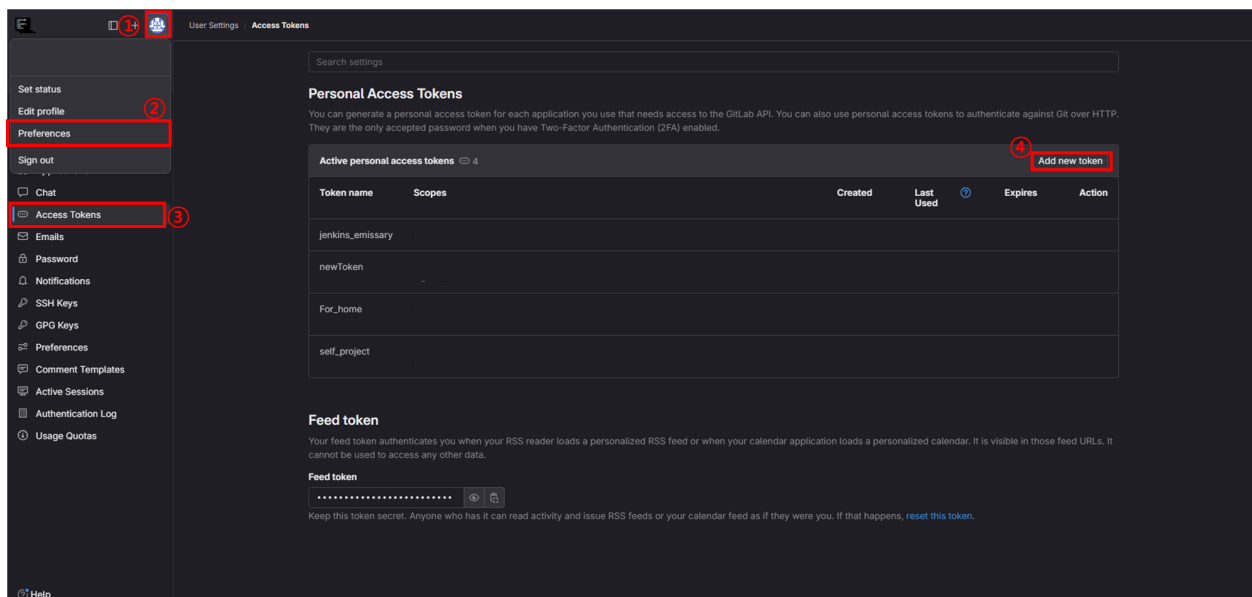 ①
User Settings / Access Tokens
Set status
Edit profile
②
Preferences
Sign out
Chat
Access Tokens
③
Emails
Password
Notifications
SSH Keys
GPG Keys
Preferences
Comment Templates
Active Sessions
Authentication Log
Usage Quotas
Help
Search settings
Personal Access Tokens
You can generate a personal access token for each application you use that needs access to the GitLab API. You can also use personal access tokens to authenticate against Git over HTTP.
They are the only accepted password when you have Two-Factor Authentication (2FA) enabled.
④
Active personal access tokens 4
Add new token
Token name Scopes Created Last Used Expires Action
jenkins_emissary
newToken
For_home
self_project
Feed token
Your feed token authenticates you when your RSS reader loads a personalized RSS feed or when your calendar application loads a personalized calendar. It is visible in those feed URLs. It
cannot be used to access any other data.
Feed token
Keep this token secret. Anyone who has it can read activity and issue RSS feeds or your calendar feed as if they were you. If that happens, reset this token.